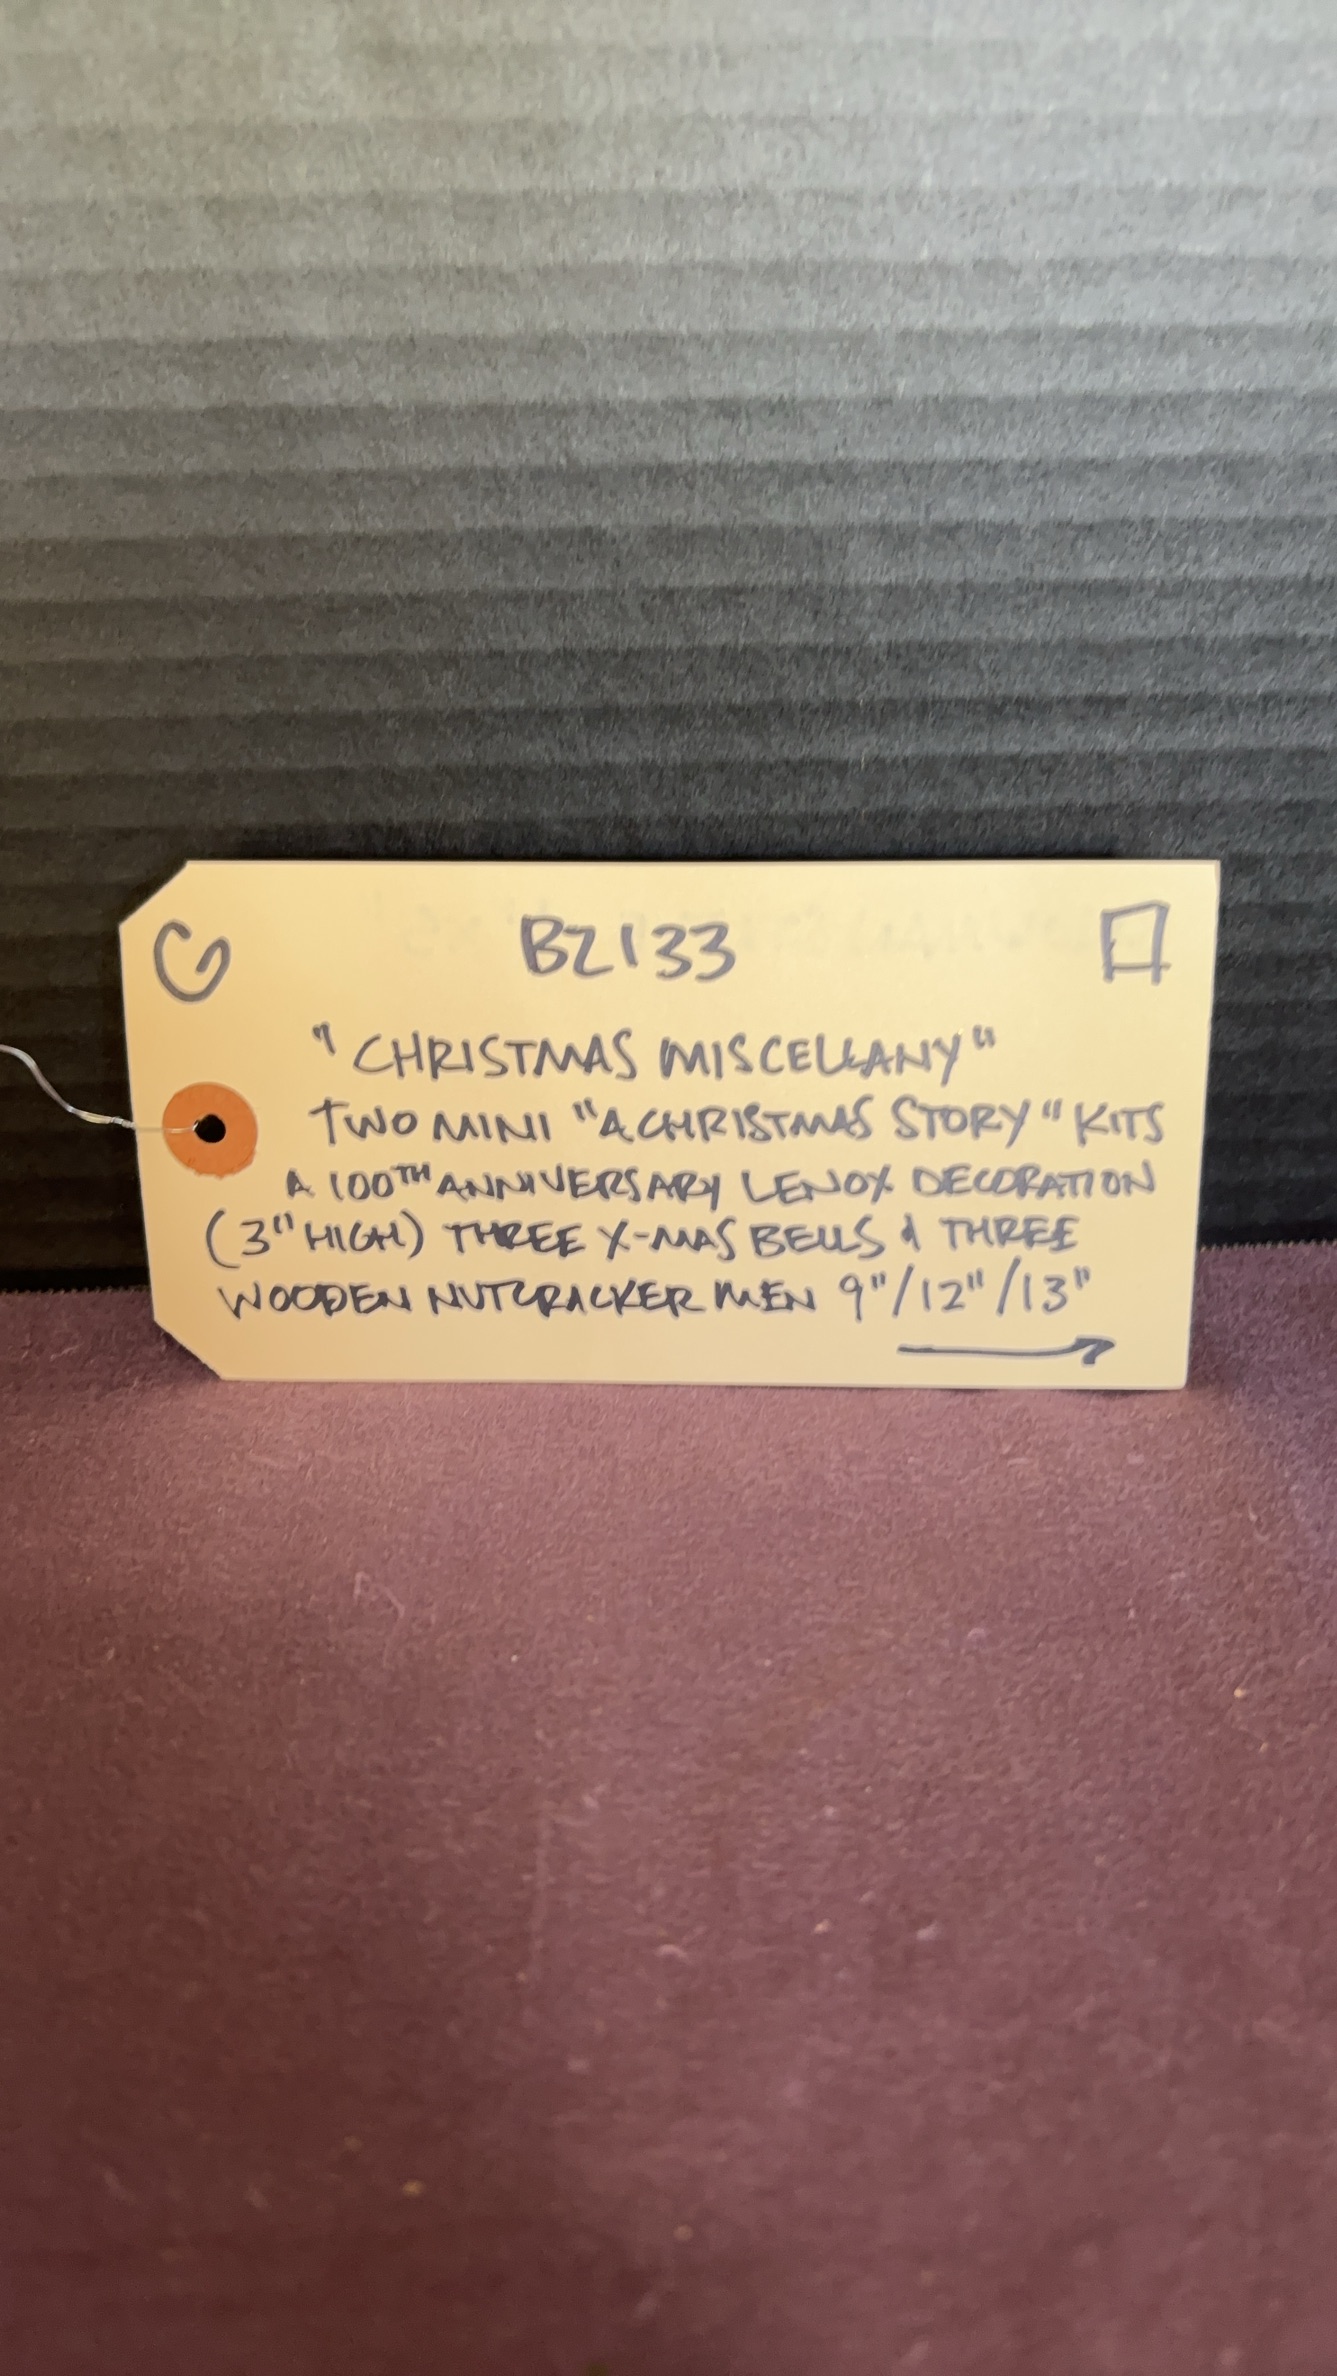 G B2133
"CHRISTMAS MISCELLANY"
TWO MINI "A CHRISTMAS STORY" KITS
A 100TH ANNIVERSARY LENOX DECORATION
(3" HIGH) THREE X-MAS BELLS & THREE
WOODEN NUTCRACKER MEN 9"/12"/13"